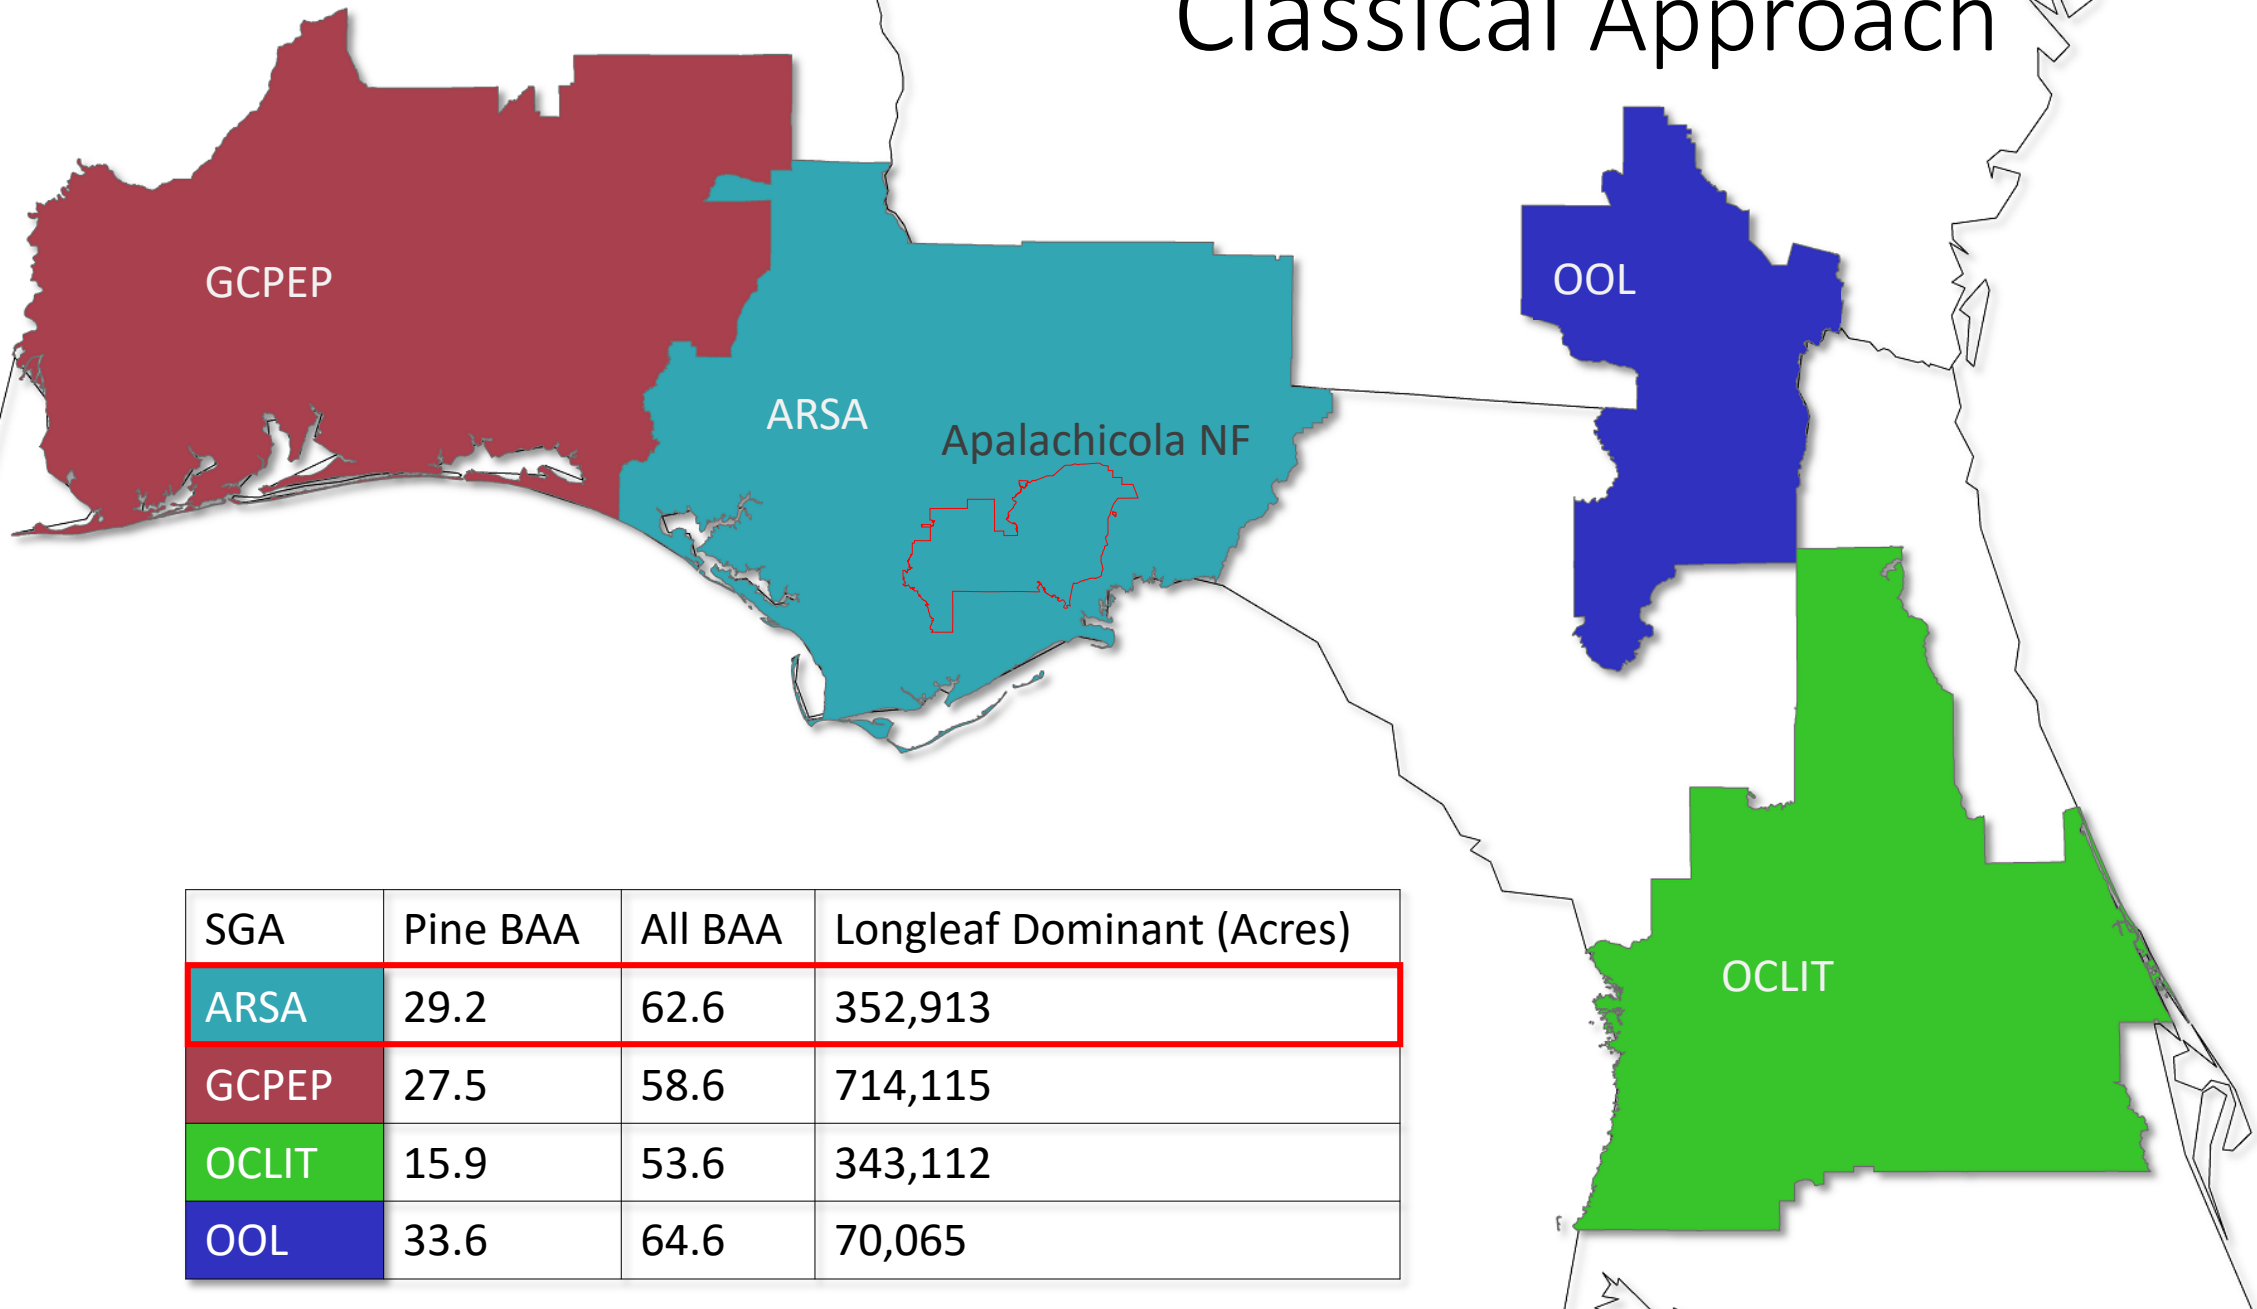 Classical Approach
GCPEP
OOL
ARSA
Apalachicola NF
OCLIT
SGA Pine BAA All BAA Longleaf Dominant (Acres)
ARSA 29.2 62.6 352,913
GCPEP 27.5 58.6 714,115
OCLIT 15.9 53.6 343,112
OOL 33.6 64.6 70,065